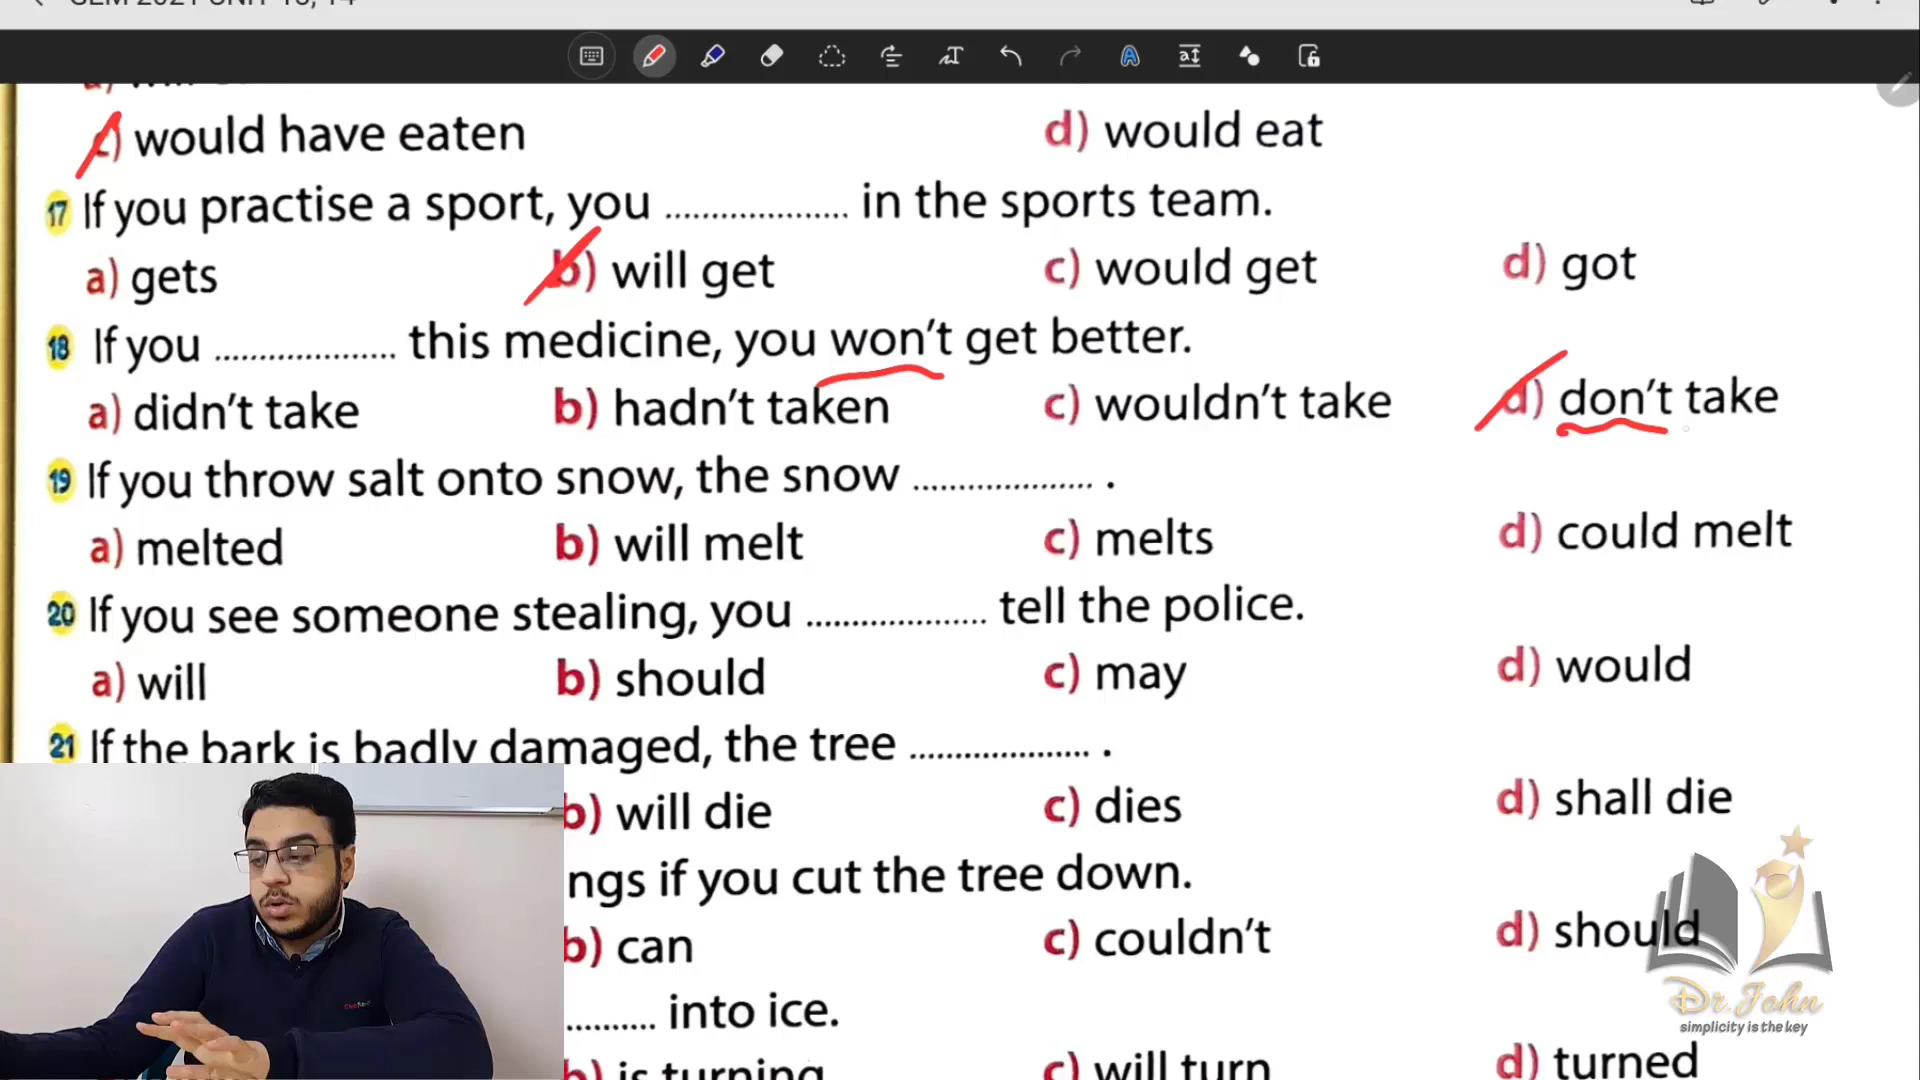 c) would have eaten d) would eat
17 If you practise a sport, you .................... in the sports team.
a) gets b) will get c) would get d) got
18 If you .................... this medicine, you won't get better.
a) didn't take b) hadn't taken c) wouldn't take d) don't take
19 If you throw salt onto snow, the snow .................... .
a) melted b) will melt c) melts d) could melt
20 If you see someone stealing, you .................... tell the police.
a) will b) should c) may d) would
21 If the bark is badly damaged, the tree .................... .
b) will die c) dies d) shall die
ngs if you cut the tree down.
b) can c) couldn't d) should
.......... into ice.
b) is turning c) will turn d) turned
Dr. John
simplicity is the key